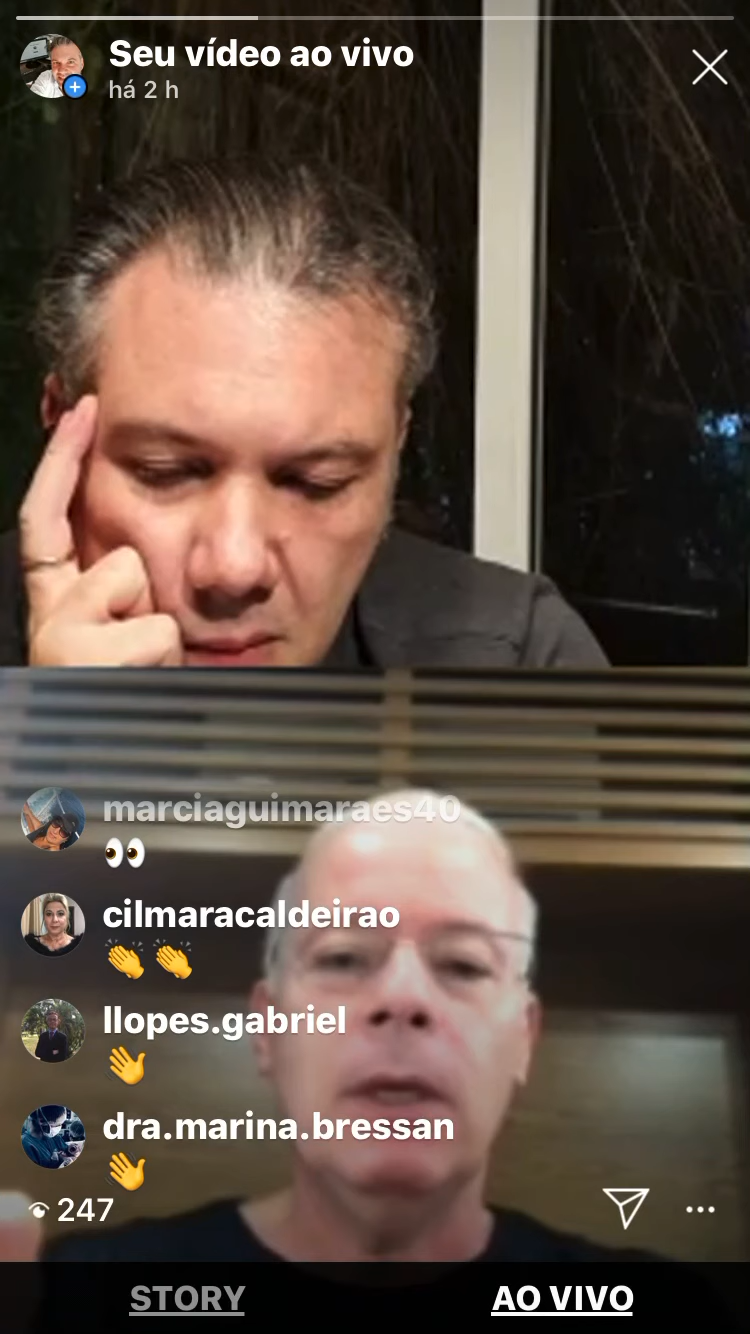 Seu vídeo ao vivo
há 2 h
marciaguimaraes40
👀
cilmaracaldeirao
👏👏
llopes.gabriel
👋
dra.marina.bressan
👋
247
STORY
AO VIVO